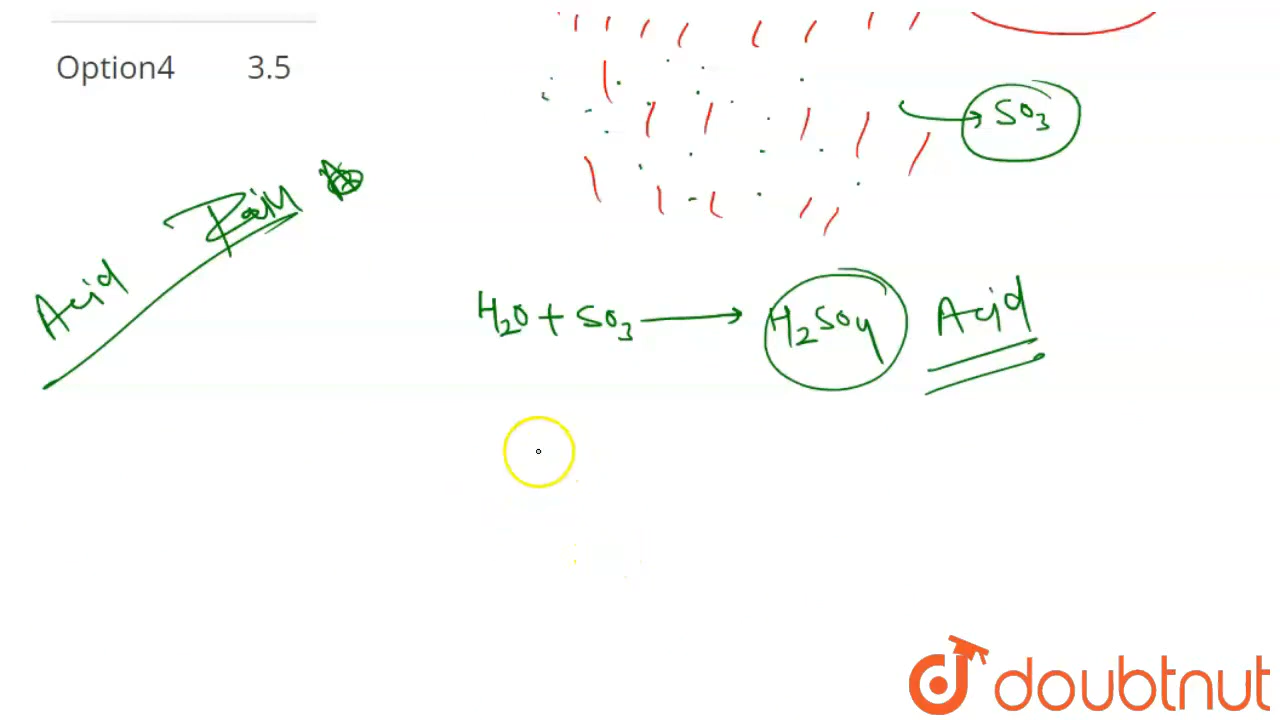 Option4 3.5
SO3
Acid Rain
H2O + SO3 → H2SO4 Acid
doubtnut